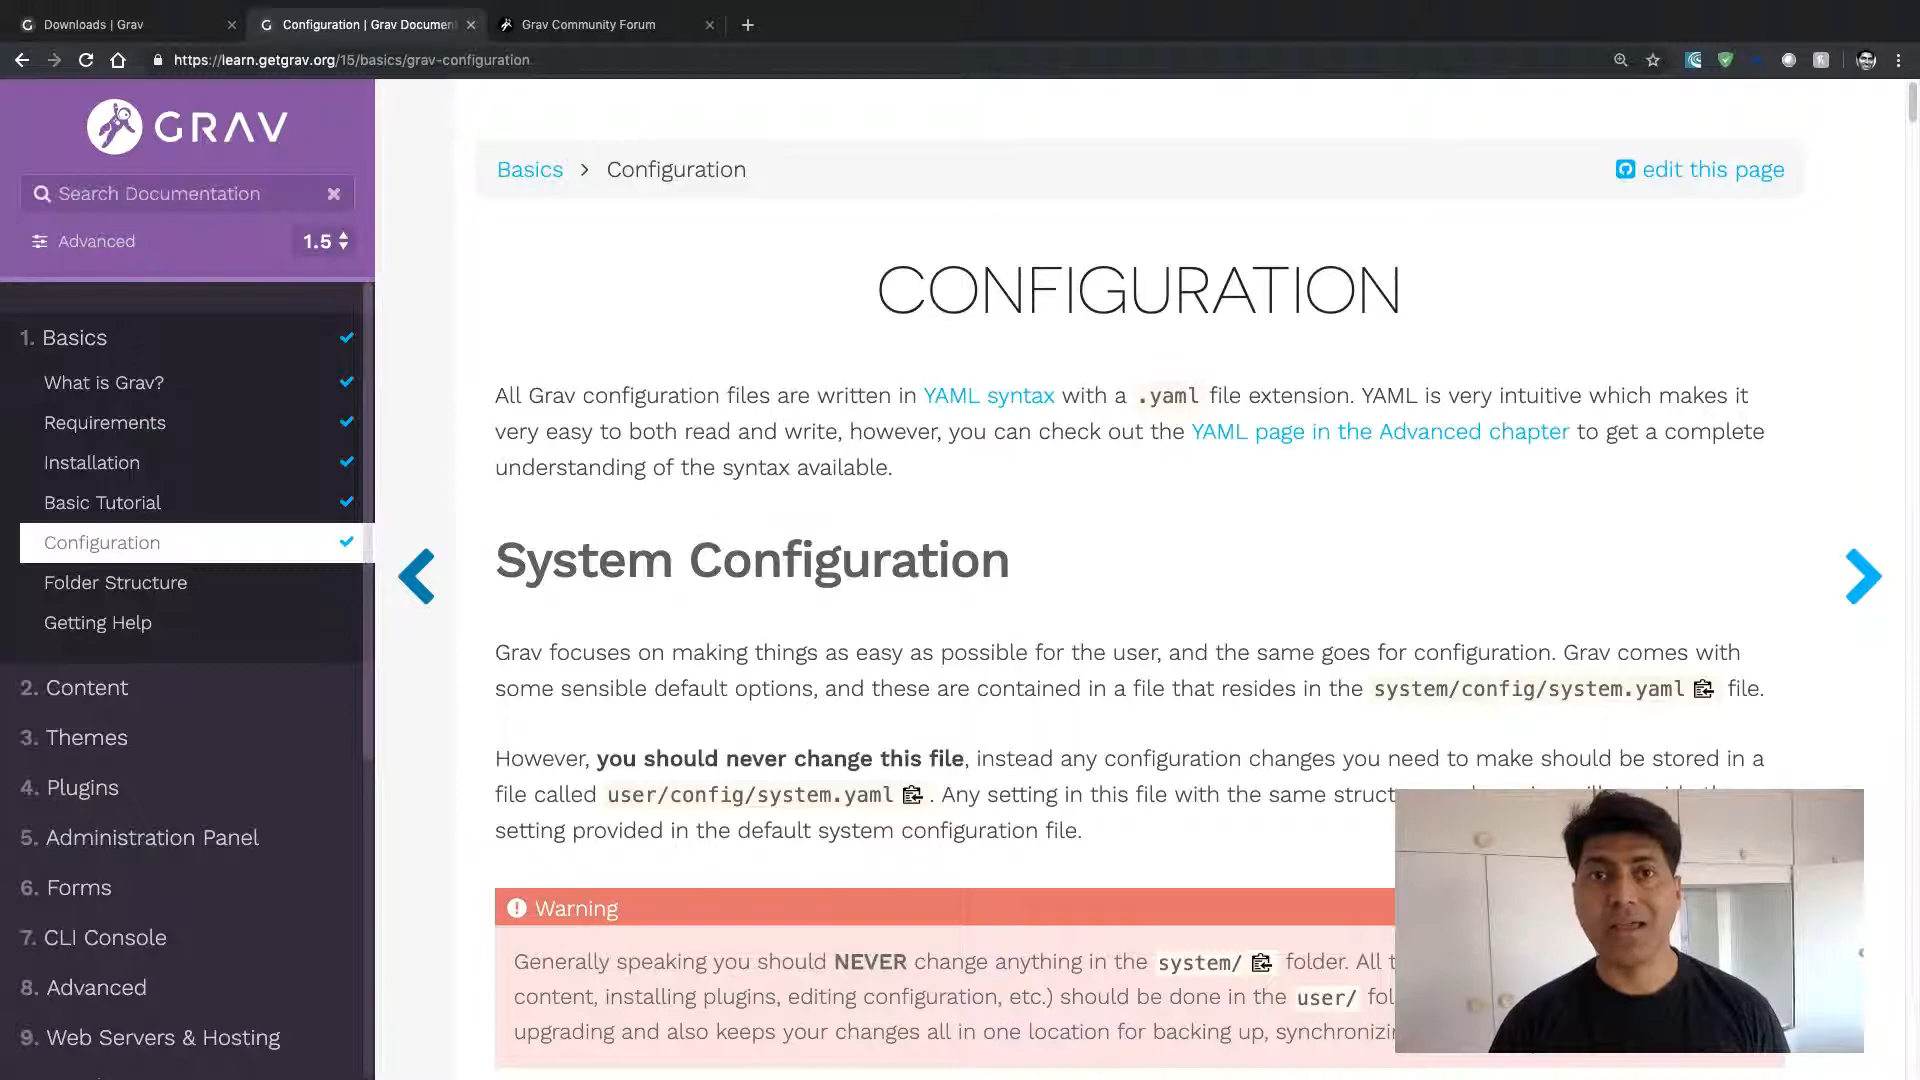 Downloads | Grav
Configuration | Grav Documen
Grav Community Forum
https://learn.getgrav.org/15/basics/grav-configuration
GRAV
Search Documentation
Advanced
1.5
1. Basics
What is Grav?
Requirements
Installation
Basic Tutorial
Configuration
Folder Structure
Getting Help
2. Content
3. Themes
4. Plugins
5. Administration Panel
6. Forms
7. CLI Console
8. Advanced
9. Web Servers & Hosting
Basics > Configuration
edit this page
CONFIGURATION
All Grav configuration files are written in YAML syntax with a .yaml file extension. YAML is very intuitive which makes it
very easy to both read and write, however, you can check out the YAML page in the Advanced chapter to get a complete
understanding of the syntax available.
System Configuration
Grav focuses on making things as easy as possible for the user, and the same goes for configuration. Grav comes with
some sensible default options, and these are contained in a file that resides in the system/config/system.yaml file.
However, you should never change this file, instead any configuration changes you need to make should be stored in a
file called user/config/system.yaml . Any setting in this file with the same struct
setting provided in the default system configuration file.
Warning
Generally speaking you should NEVER change anything in the system/ folder. All t
content, installing plugins, editing configuration, etc.) should be done in the user/ fol
upgrading and also keeps your changes all in one location for backing up, synchronizi